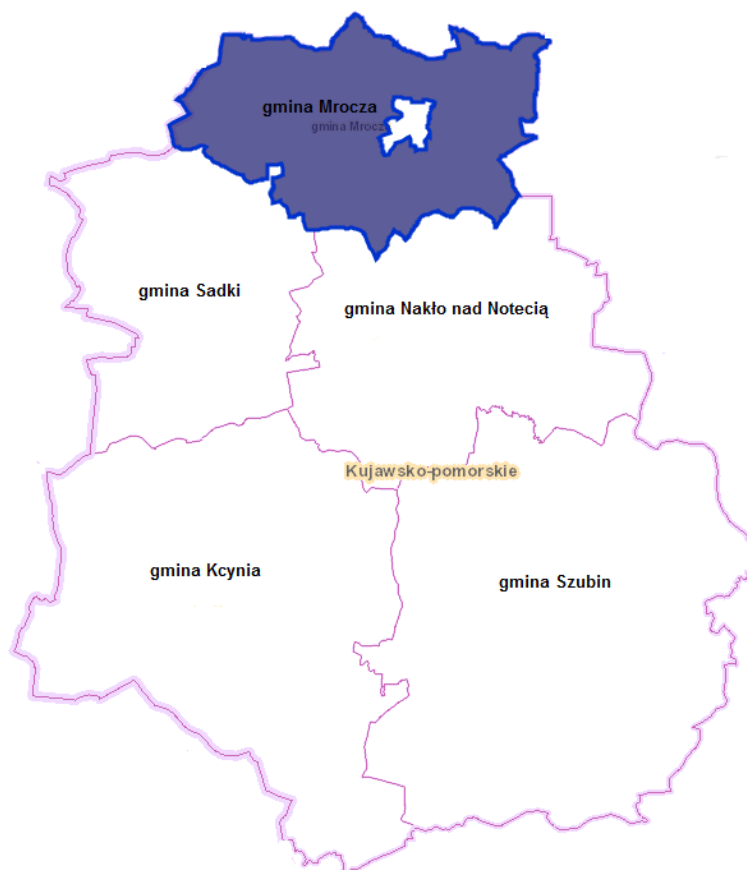 gmina Mrocza
gmina Mrocza
gmina Sadki
gmina Nakło nad Notecią
Kujawsko-pomorskie
gmina Kcynia
gmina Szubin